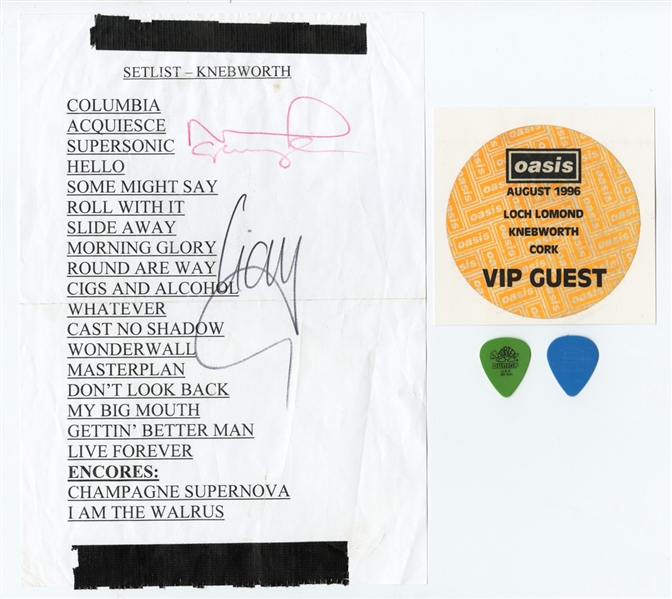 SETLIST – KNEBWORTH
COLUMBIA
ACQUIESCE
SUPERSONIC
HELLO
SOME MIGHT SAY
ROLL WITH IT
SLIDE AWAY
MORNING GLORY
ROUND ARE WAY
CIGS AND ALCOHOL
WHATEVER
CAST NO SHADOW
WONDERWALL
MASTERPLAN
DON'T LOOK BACK
MY BIG MOUTH
GETTIN' BETTER MAN
LIVE FOREVER
ENCORES:
CHAMPAGNE SUPERNOVA
I AM THE WALRUS
Liam
oasis
AUGUST 1996
LOCH LOMOND
KNEBWORTH
CORK
VIP GUEST